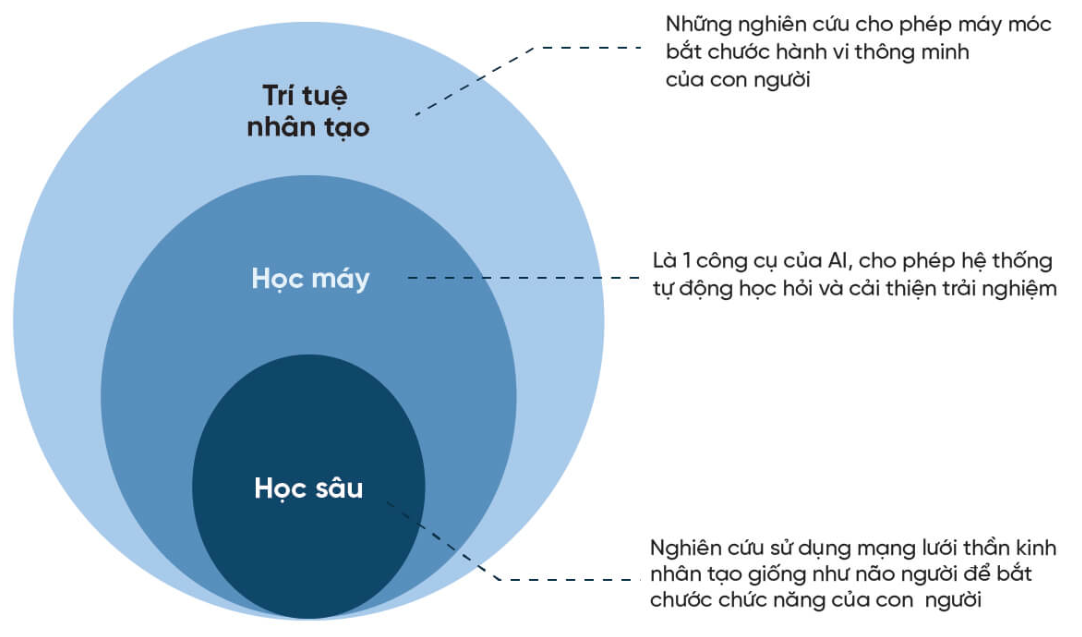 Trí tuệ
nhân tạo
Những nghiên cứu cho phép máy móc
bắt chước hành vi thông minh
của con người
Học máy
Là 1 công cụ của AI, cho phép hệ thống
tự động học hỏi và cải thiện trải nghiệm
Học sâu
Nghiên cứu sử dụng mạng lưới thần kinh
nhân tạo giống như não người để bắt
chước chức năng của con người